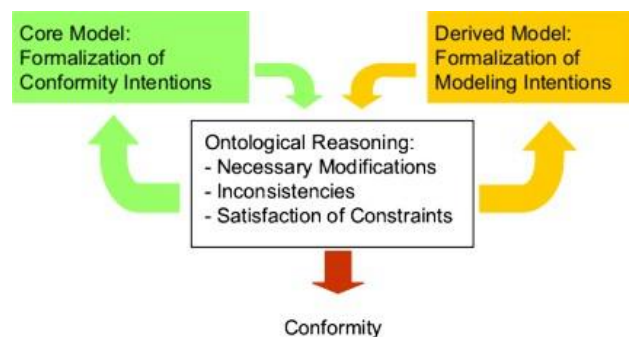 Core Model:
Formalization of
Conformity Intentions
Derived Model:
Formalization of
Modeling Intentions
Ontological Reasoning:
- Necessary Modifications
- Inconsistencies
- Satisfaction of Constraints
Conformity